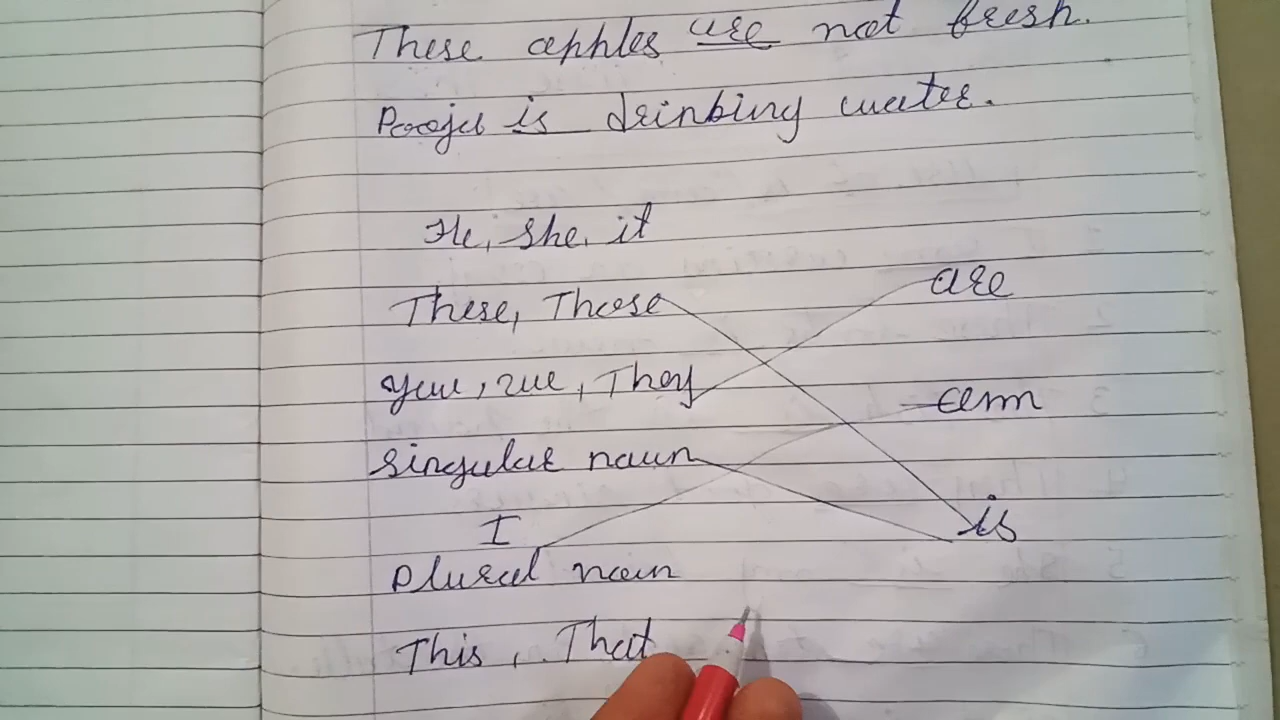 These apples are not fresh.
Pooja is drinking water.
He, She, it
These, Those
are
you, we, They
am
singular noun
I
is
Plural noun
This, That